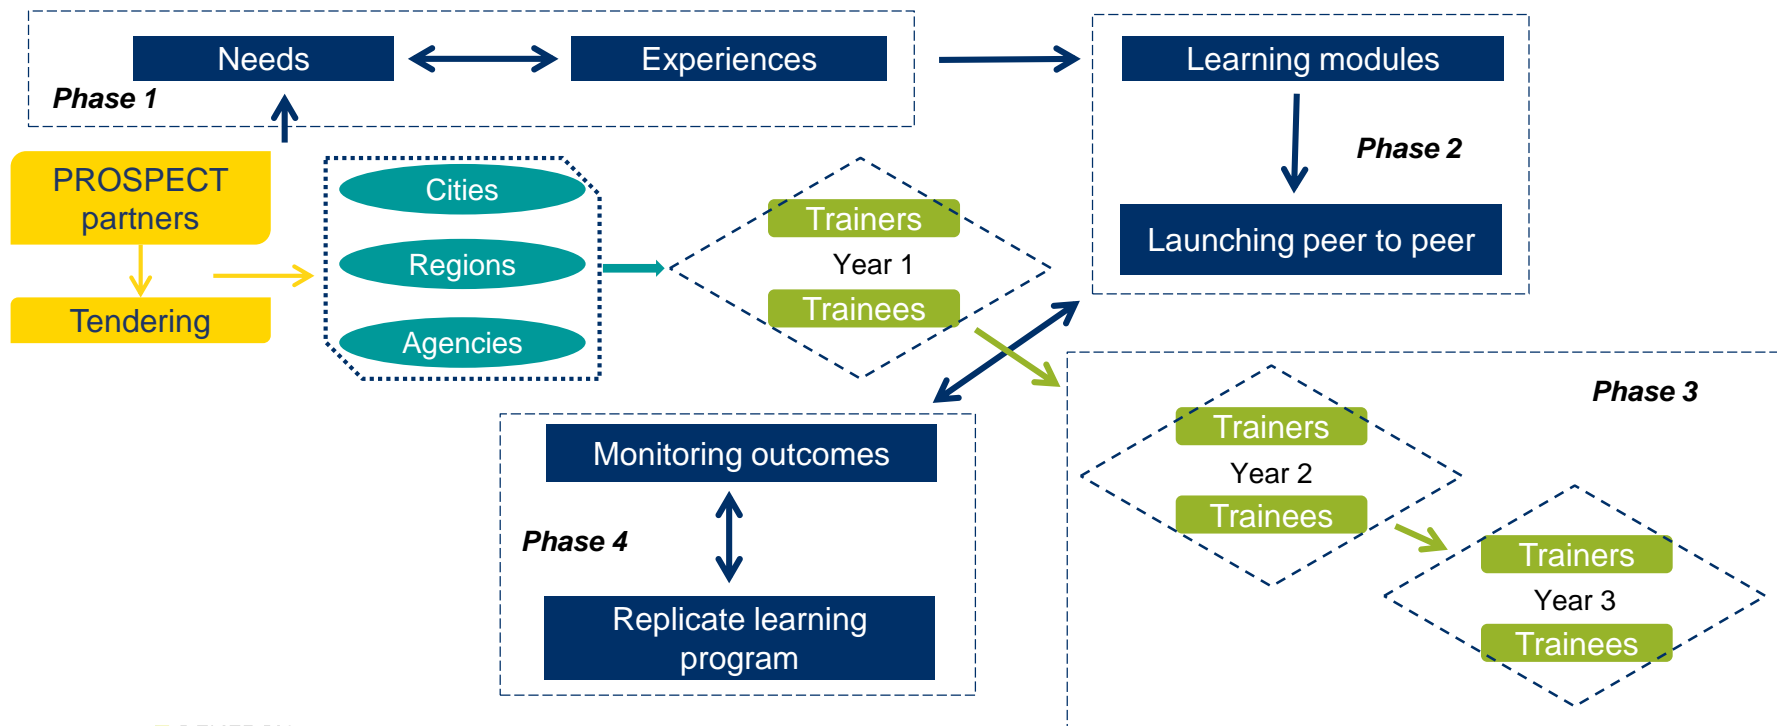 Needs
Experiences
Phase 1
Learning modules
Phase 2
Launching peer to peer
PROSPECT
partners
Tendering
Cities
Regions
Agencies
Trainers
Year 1
Trainees
Phase 3
Trainers
Year 2
Trainees
Trainers
Year 3
Trainees
Monitoring outcomes
Phase 4
Replicate learning
program